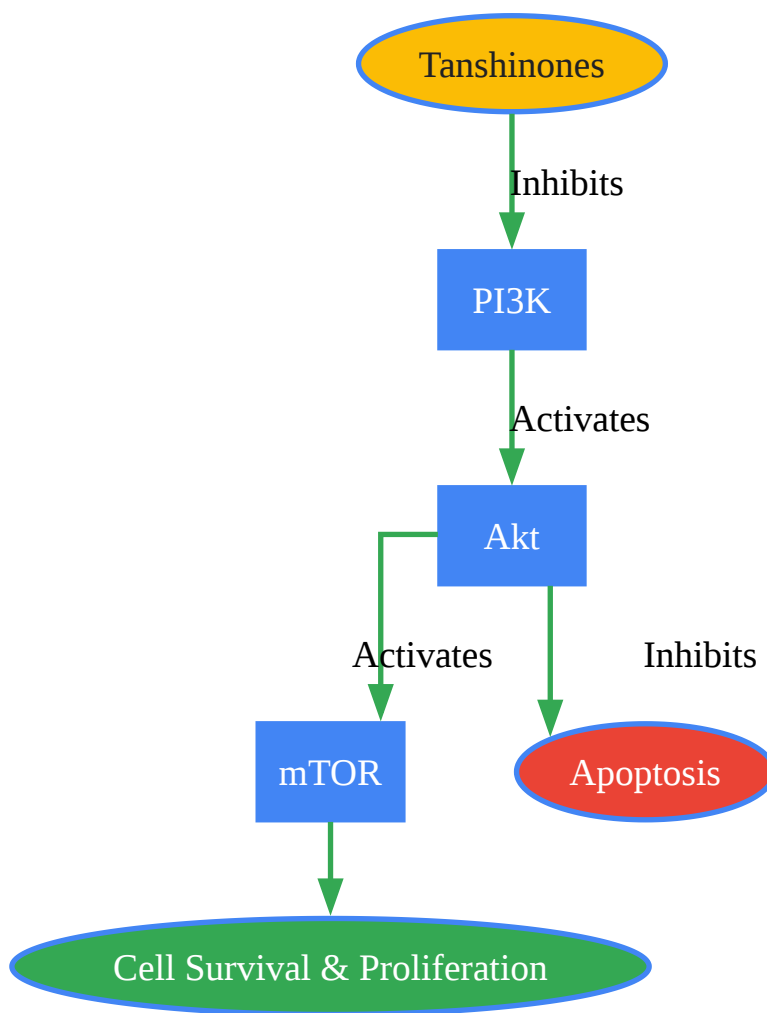 Tanshinones
Inhibits
PI3K
Activates
Akt
Activates
Inhibits
mTOR
Apoptosis
Cell Survival & Proliferation